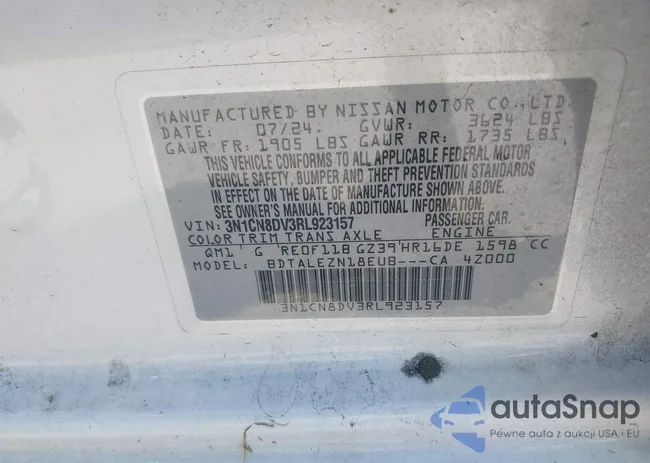 MANUFACTURED BY NISSAN MOTOR CO., LTD.
DATE: 07/24 GVWR: 3624 LBS
GAWR FR: 1905 LBS GAWR RR: 1735 LBS
THIS VEHICLE CONFORMS TO ALL APPLICABLE FEDERAL MOTOR
VEHICLE SAFETY, BUMPER AND THEFT PREVENTION STANDARDS
IN EFFECT ON THE DATE OF MANUFACTURE SHOWN ABOVE.
SEE OWNER'S MANUAL FOR ADDITIONAL INFORMATION.
VIN: 3N1CN8DV3RL923157 PASSENGER CAR.
COLOR TRIM TRANS AXLE ENGINE
QM1 G RE0F11B GZ39 HR16DE 1598 CC
BDTALEZN18EUB---CA 4Z000
3N1CN8DV3RL923157
autaSnap
Pewne auta z aukcji USA i EU